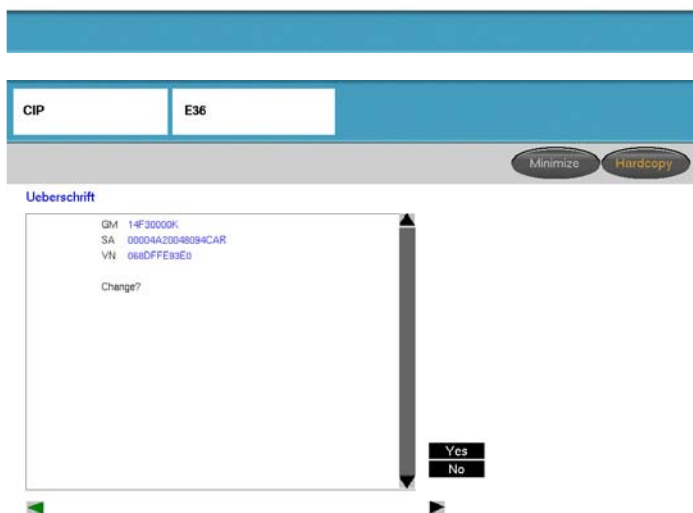 CIP E36
Minimize Hardcopy
Ueberschrift
GM 14F30000K
SA 00004A20048094CAR
VN 068DFFE93E0
Change?
Yes
No